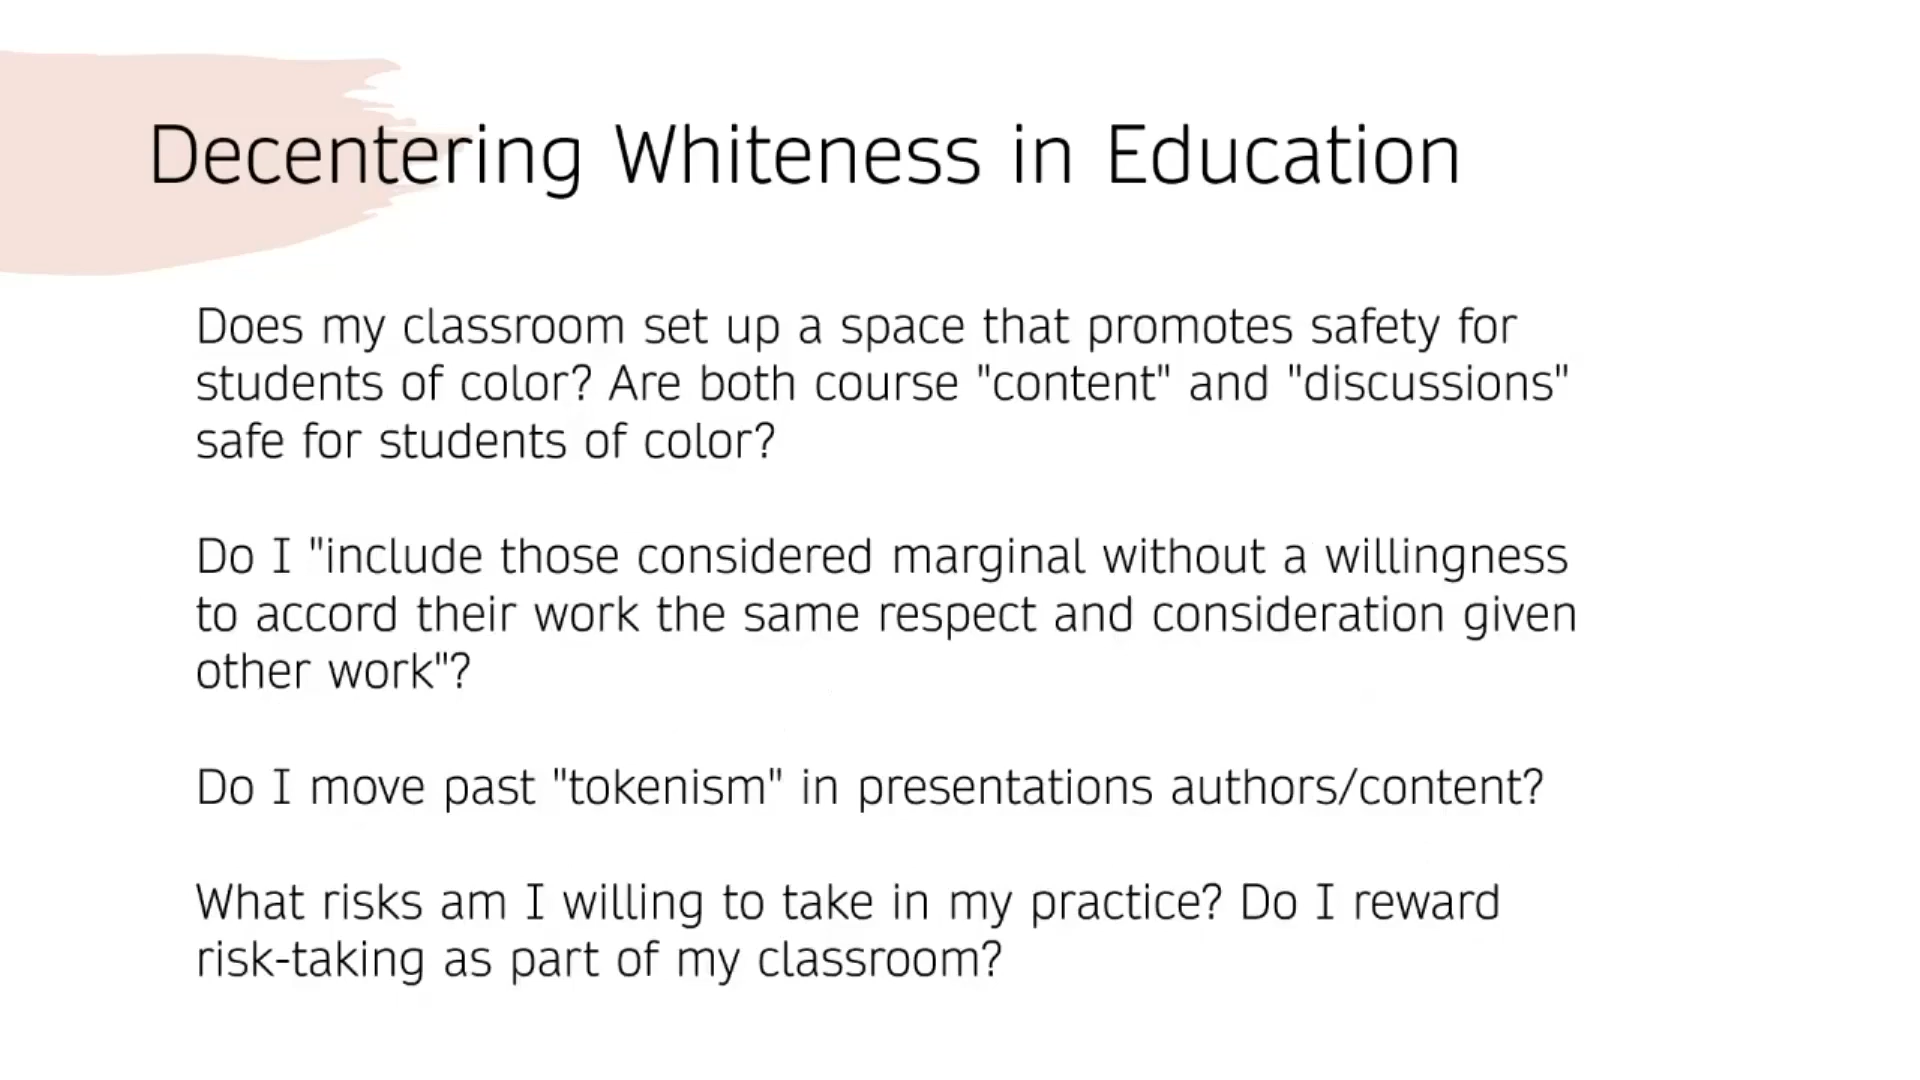 Decentering Whiteness in Education
Does my classroom set up a space that promotes safety for
students of color? Are both course "content" and "discussions"
safe for students of color?
Do I "include those considered marginal without a willingness
to accord their work the same respect and consideration given
other work"?
Do I move past "tokenism" in presentations authors/content?
What risks am I willing to take in my practice? Do I reward
risk-taking as part of my classroom?